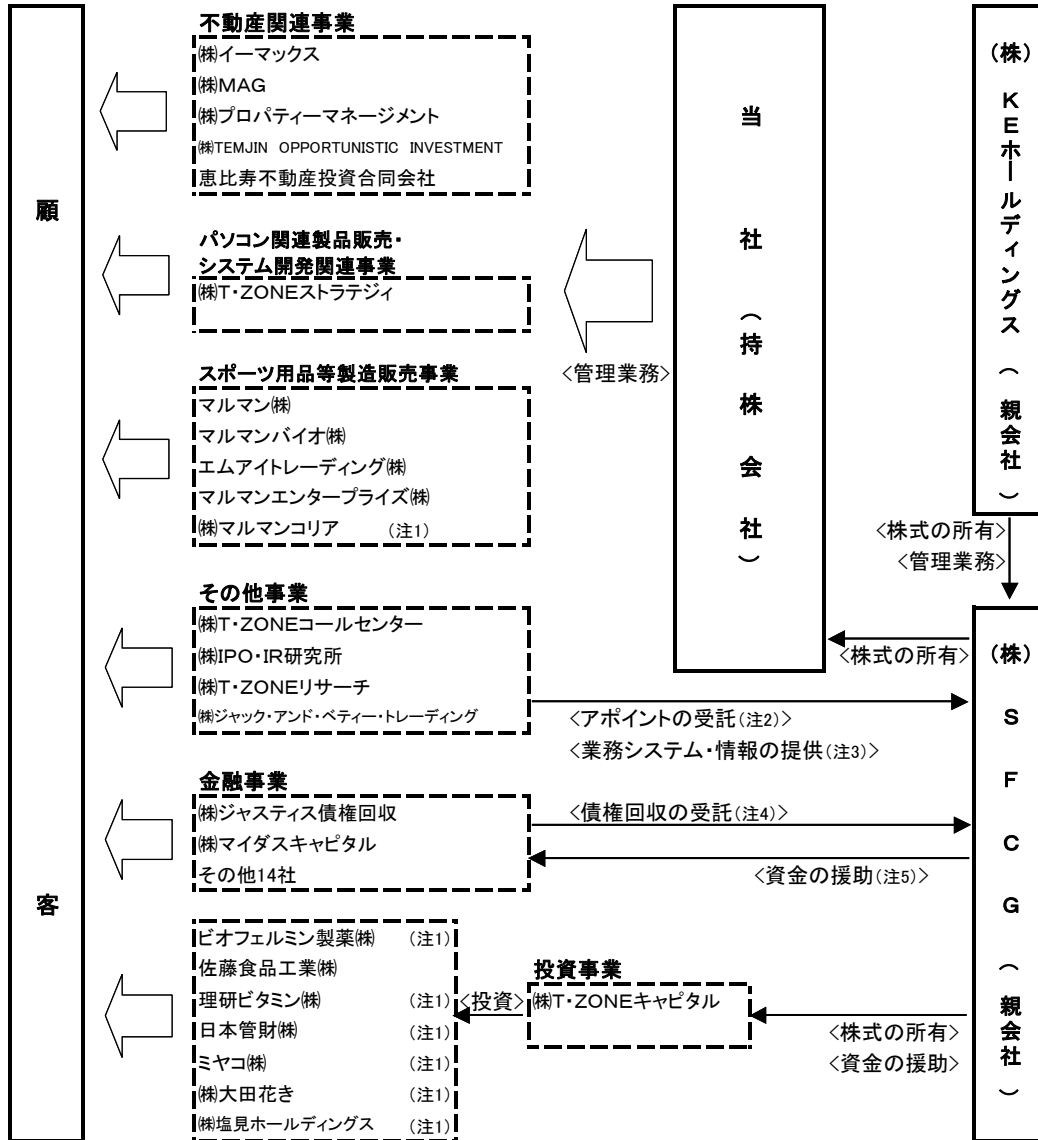 顧客
不動産関連事業
㈱イーマックス
㈱MAG
㈱プロパティーマネージメント
㈱TEMJIN OPPORTUNISTIC INVESTMENT
恵比寿不動産投資合同会社
パソコン関連製品販売・
システム開発関連事業
㈱T・ZONEストラテジィ
スポーツ用品等製造販売事業
マルマン㈱
マルマンバイオ㈱
エムアイトレーディング㈱
マルマンエンタープライズ㈱
㈱マルマンコリア (注1)
その他事業
㈱T・ZONEコールセンター
㈱IPO・IR研究所
㈱T・ZONEリサーチ
㈱ジャック・アンド・ベティー・トレーディング
金融事業
㈱ジャスティス債権回収
㈱マイダスキャピタル
その他14社
ビオフェルミン製薬㈱ (注1)
佐藤食品工業㈱
理研ビタミン㈱ (注1)
日本管財㈱ (注1)
ミヤコ㈱ (注1)
㈱大田花き (注1)
㈱塩見ホールディングス (注1)
<投資>
投資事業
㈱T・ZONEキャピタル
<管理業務>
当社(持株会社)
<株式の所有>
<アポイントの受託(注2)>
<業務システム・情報の提供(注3)>
<債権回収の受託(注4)>
<資金の援助(注5)>
<株式の所有>
<資金の援助>
(株)KEホールディングス(親会社)
<株式の所有>
<管理業務>
(株)SFCG(親会社)